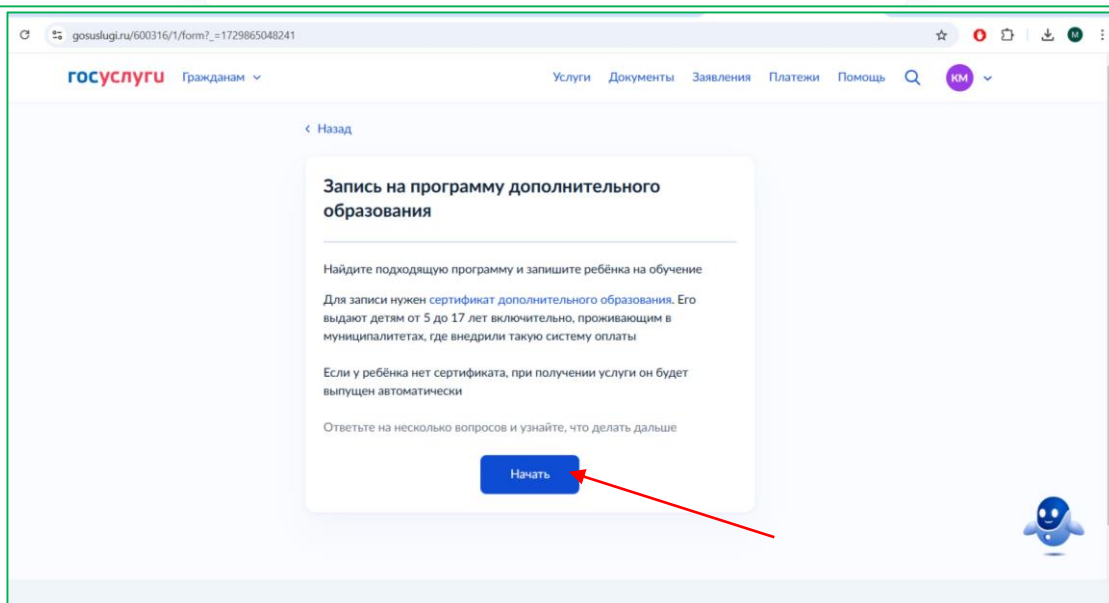 gosuslugi.ru/600316/1/form?_=1729865048241
М
госуслуги Гражданам Услуги Документы Заявления Платежи Помощь КМ
Назад
Запись на программу дополнительного
образования
Найдите подходящую программу и запишите ребёнка на обучение
Для записи нужен сертификат дополнительного образования. Его
выдают детям от 5 до 17 лет включительно, проживающим в
муниципалитетах, где внедрили такую систему оплаты
Если у ребёнка нет сертификата, при получении услуги он будет
выпущен автоматически
Ответьте на несколько вопросов и узнайте, что делать дальше
Начать